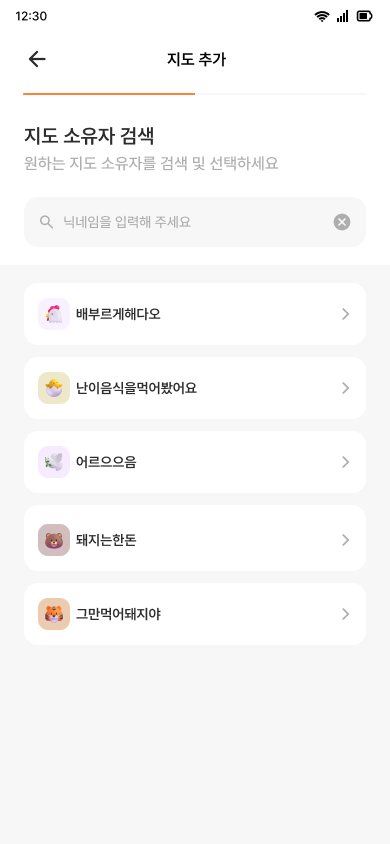 12:30
지도 추가
지도 소유자 검색
원하는 지도 소유자를 검색 및 선택하세요
닉네임을 입력해 주세요
배부르게해다오
난이음식을먹어봤어요
어르으으음
돼지는한돈
그만먹어돼지야